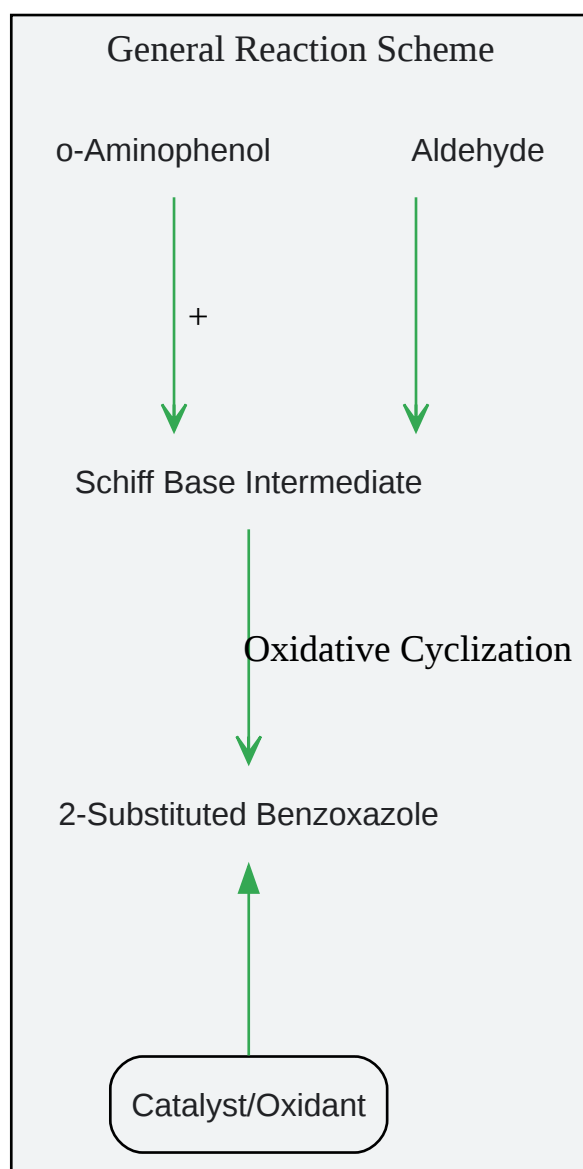 General Reaction Scheme
o-Aminophenol
Aldehyde
+
Schiff Base Intermediate
Oxidative Cyclization
2-Substituted Benzoxazole
Catalyst/Oxidant